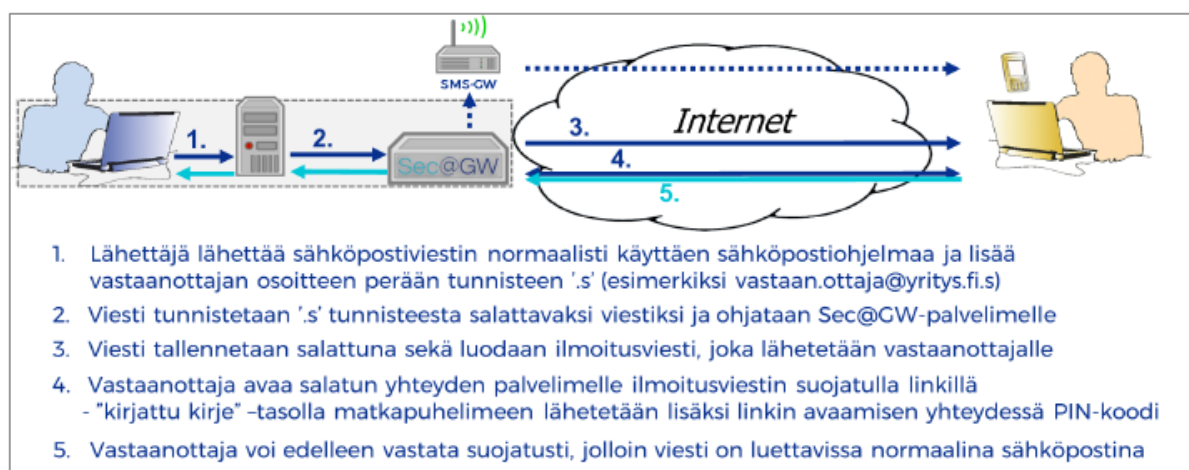 SMS-GW
1.
2.
Sec@GW
Internet
3.
4.
5.
1. Lähettäjä lähettää sähköpostiviestin normaalisti käyttäen sähköpostiohjelmaa ja lisää
vastaanottajan osoitteen perään tunnisteen '.s' (esimerkiksi vastaan.ottaja@yritys.fi.s)
2. Viesti tunnistetaan '.s' tunnisteesta salattavaksi viestiksi ja ohjataan Sec@GW-palvelimelle
3. Viesti tallennetaan salattuna sekä luodaan ilmoitusviesti, joka lähetetään vastaanottajalle
4. Vastaanottaja avaa salatun yhteyden palvelimelle ilmoitusviestin suojatulla linkillä
- "kirjattu kirje" –tasolla matkapuhelimeen lähetetään lisäksi linkin avaamisen yhteydessä PIN-koodi
5. Vastaanottaja voi edelleen vastata suojatusti, jolloin viesti on luettavissa normaalina sähköpostina